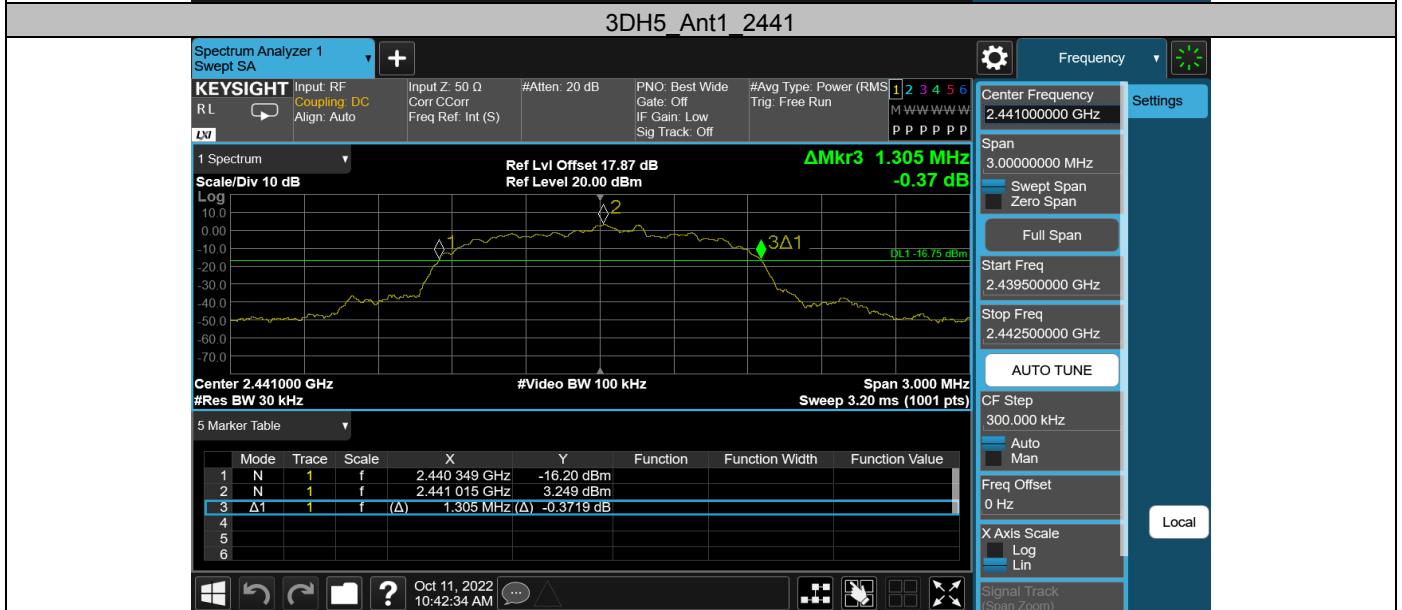 3DH5_Ant1_2441
Spectrum Analyzer 1
Swept SA
Frequency
KEYSIGHT
RL
LXI
Input: RF
Coupling: DC
Align: Auto
Input Z: 50 Ω
Corr CCorr
Freq Ref: Int (S)
#Atten: 20 dB
PNO: Best Wide
Gate: Off
IF Gain: Low
Sig Track: Off
#Avg Type: Power (RMS
Trig: Free Run
1 2 3 4 5 6
M W W W W W
P P P P P P
Center Frequency
2.441000000 GHz
Settings
Span
3.00000000 MHz
Swept Span
Zero Span
Full Span
Start Freq
2.439500000 GHz
Stop Freq
2.442500000 GHz
AUTO TUNE
CF Step
300.000 kHz
Auto
Man
Freq Offset
0 Hz
X Axis Scale
Log
Lin
Signal Track
(Span Zoom)
Local
1 Spectrum
Scale/Div 10 dB
Ref Lvl Offset 17.87 dB
Ref Level 20.00 dBm
ΔMkr3 1.305 MHz
-0.37 dB
Log
10.0
0.00
-10.0
-20.0
-30.0
-40.0
-50.0
-60.0
-70.0
1
2
3Δ1
DL1 -16.75 dBm
Center 2.441000 GHz
#Video BW 100 kHz
Span 3.000 MHz
#Res BW 30 kHz
Sweep 3.20 ms (1001 pts)
5 Marker Table
Mode Trace Scale X Y Function Function Width Function Value
1 N 1 f 2.440 349 GHz -16.20 dBm
2 N 1 f 2.441 015 GHz 3.249 dBm
3 Δ1 1 f (Δ) 1.305 MHz (Δ) -0.3719 dB
4
5
6
?
Oct 11, 2022
10:42:34 AM